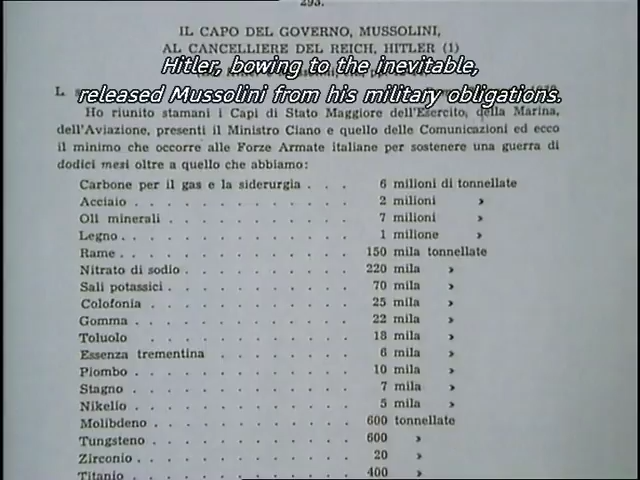 293.
IL CAPO DEL GOVERNO, MUSSOLINI,
AL CANCELLIERE DEL REICH, HITLER (1)
Hitler, bowing to the inevitable,
released Mussolini from his military obligations.
L.
Ho riunito stamani i Capi di Stato Maggiore dell'Esercito, della Marina,
dell'Aviazione, presenti il Ministro Ciano e quello delle Comunicazioni ed ecco
il minimo che occorre alle Forze Armate italiane per sostenere una guerra di
dodici mesi oltre a quello che abbiamo:
Carbone per il gas e la siderurgia . . . 6 milioni di tonnellate
Acciaio . . . . . . . . . . . . 2 milioni »
Olii minerali . . . . . . . . . . 7 milioni »
Legno . . . . . . . . . . . . . 1 milione »
Rame . . . . . . . . . . . . . 150 mila tonnellate
Nitrato di sodio . . . . . . . . . 220 mila »
Sali potassici . . . . . . . . . . 70 mila »
Colofonia . . . . . . . . . . . 25 mila »
Gomma . . . . . . . . . . . . 22 mila »
Toluolo . . . . . . . . . . . . 18 mila »
Essenza trementina . . . . . . . . 6 mila »
Piombo . . . . . . . . . . . . 10 mila »
Stagno . . . . . . . . . . . . 7 mila »
Nikelio . . . . . . . . . . . . 5 mila »
Molibdeno . . . . . . . . . . . 600 tonnellate
Tungsteno . . . . . . . . . . . 600 »
Zirconio . . . . . . . . . . . . 20 »
Titanio . . . . . . . . . . . . 400 »